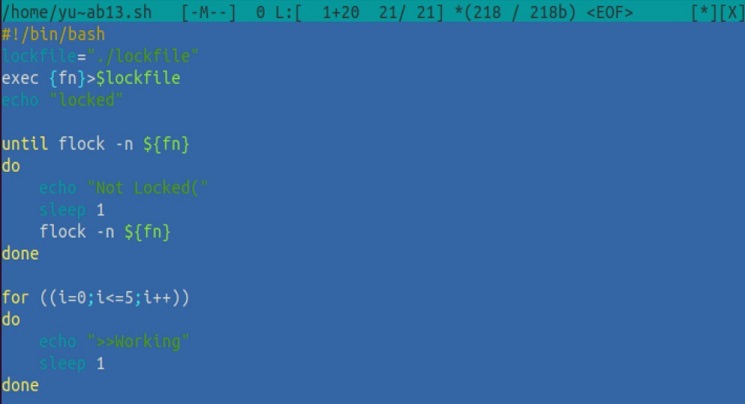 /home/yu~ab13.sh   [-M--]  0 L:[  1+20  21/ 21] *(218 / 218b) <EOF>      [*][X]
#!/bin/bash
lockfile="./lockfile"
exec {fn}>$lockfile
echo "locked"

until flock -n ${fn}
do
    echo "Not Locked("
    sleep 1
    flock -n ${fn}
done

for ((i=0;i<=5;i++))
do
    echo ">>Working"
    sleep 1
done